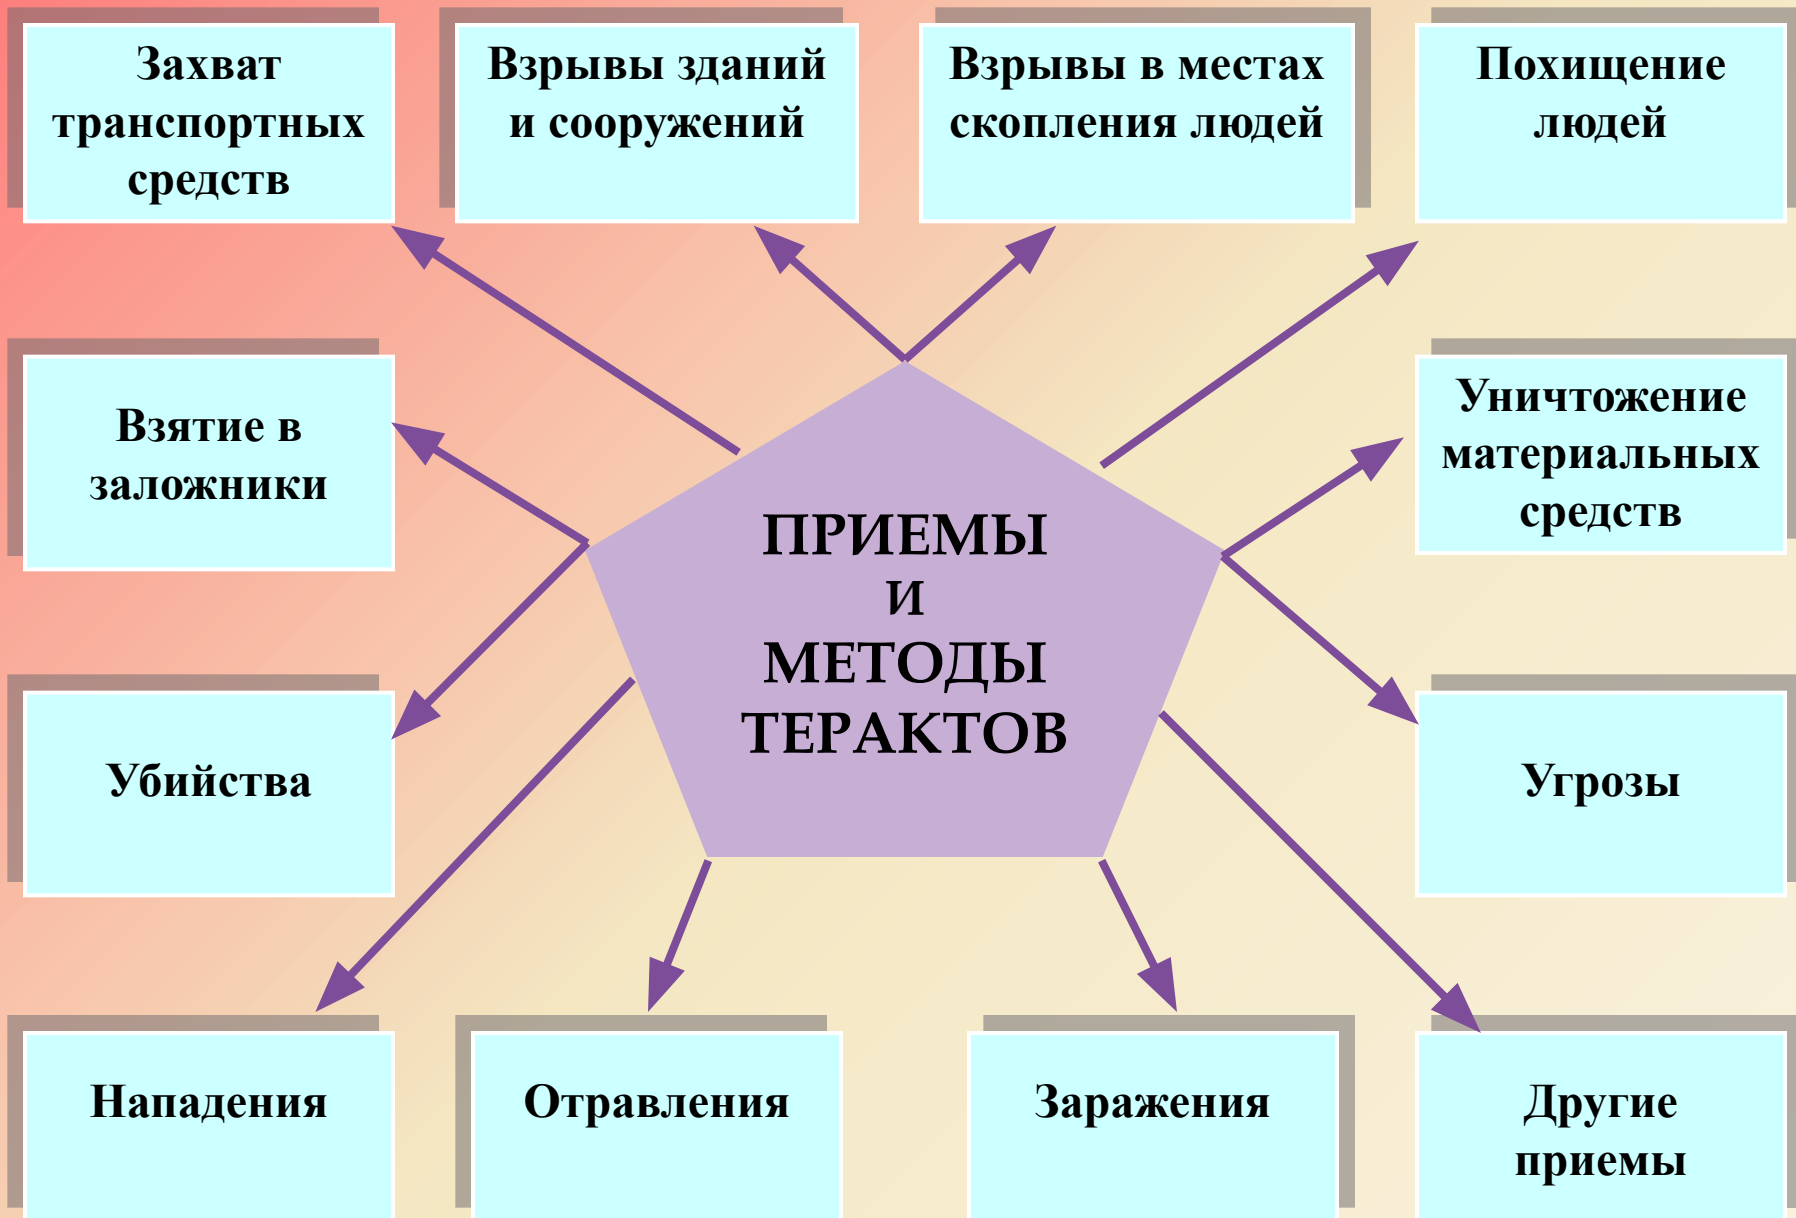 Захват
транспортных
средств
Взрывы зданий
и сооружений
Взрывы в местах
скопления людей
Похищение
людей
Взятие в
заложники
Уничтожение
материальных
средств
ПРИЕМЫ
И
МЕТОДЫ
ТЕРАКТОВ
Убийства
Угрозы
Нападения
Отравления
Заражения
Другие
приемы